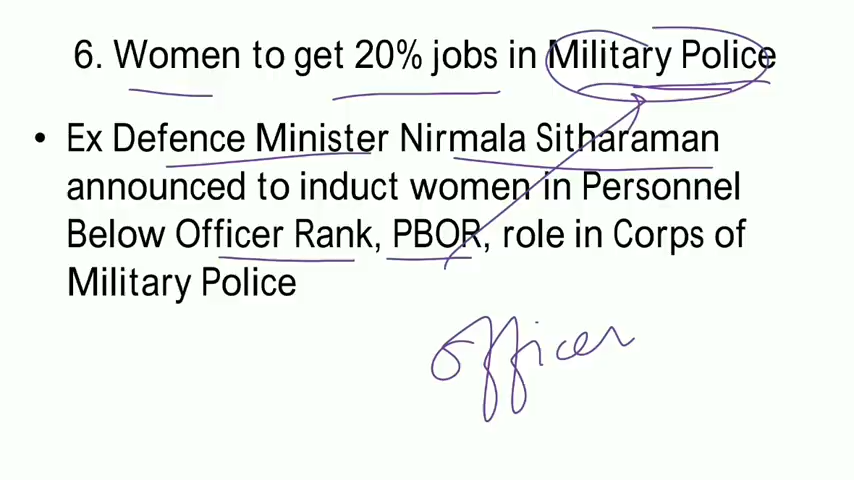 6. Women to get 20% jobs in Military Police
• Ex Defence Minister Nirmala Sitharaman
announced to induct women in Personnel
Below Officer Rank, PBOR, role in Corps of
Military Police
officer